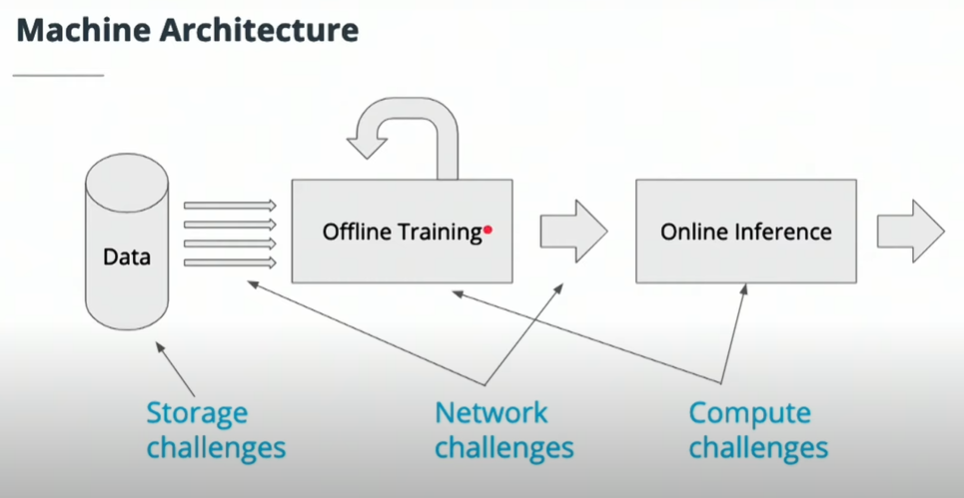 Machine Architecture
Data
Offline Training
Online Inference
Storage
challenges
Network
challenges
Compute
challenges